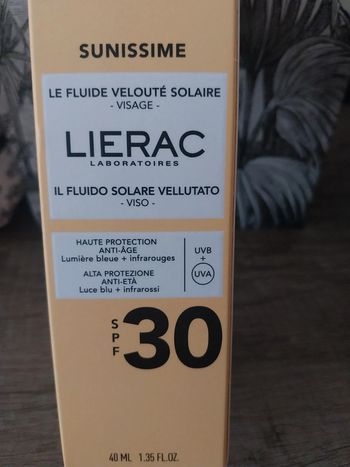 SUNISSIME
LE FLUIDE VELOUTÉ SOLAIRE
- VISAGE -
LIERAC
LABORATOIRES
IL FLUIDO SOLARE VELLUTATO
- VISO -
HAUTE PROTECTION
ANTI-ÂGE
Lumière bleue + infrarouges
ALTA PROTEZIONE
ANTI-ETÀ
Luce blu + infrarossi
UVB
+
UVA
SPF
30
40 ML 1.35 FL.OZ.